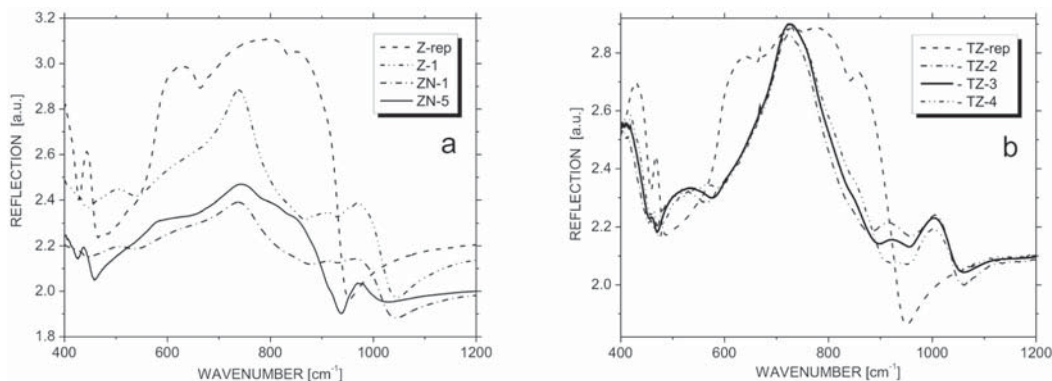 3.2
3.0
2.8
2.6
2.4
2.2
2.0
1.8
REFLECTION [a.u.]
Z-rep
Z-1
ZN-1
ZN-5
a
400 600 800 1000 1200
WAVENUMBER [cm-1]
2.8
2.6
2.4
2.2
2.0
REFLECTION [a.u.]
TZ-rep
TZ-2
TZ-3
TZ-4
b
400 600 800 1000 1200
WAVENUMBER [cm-1]